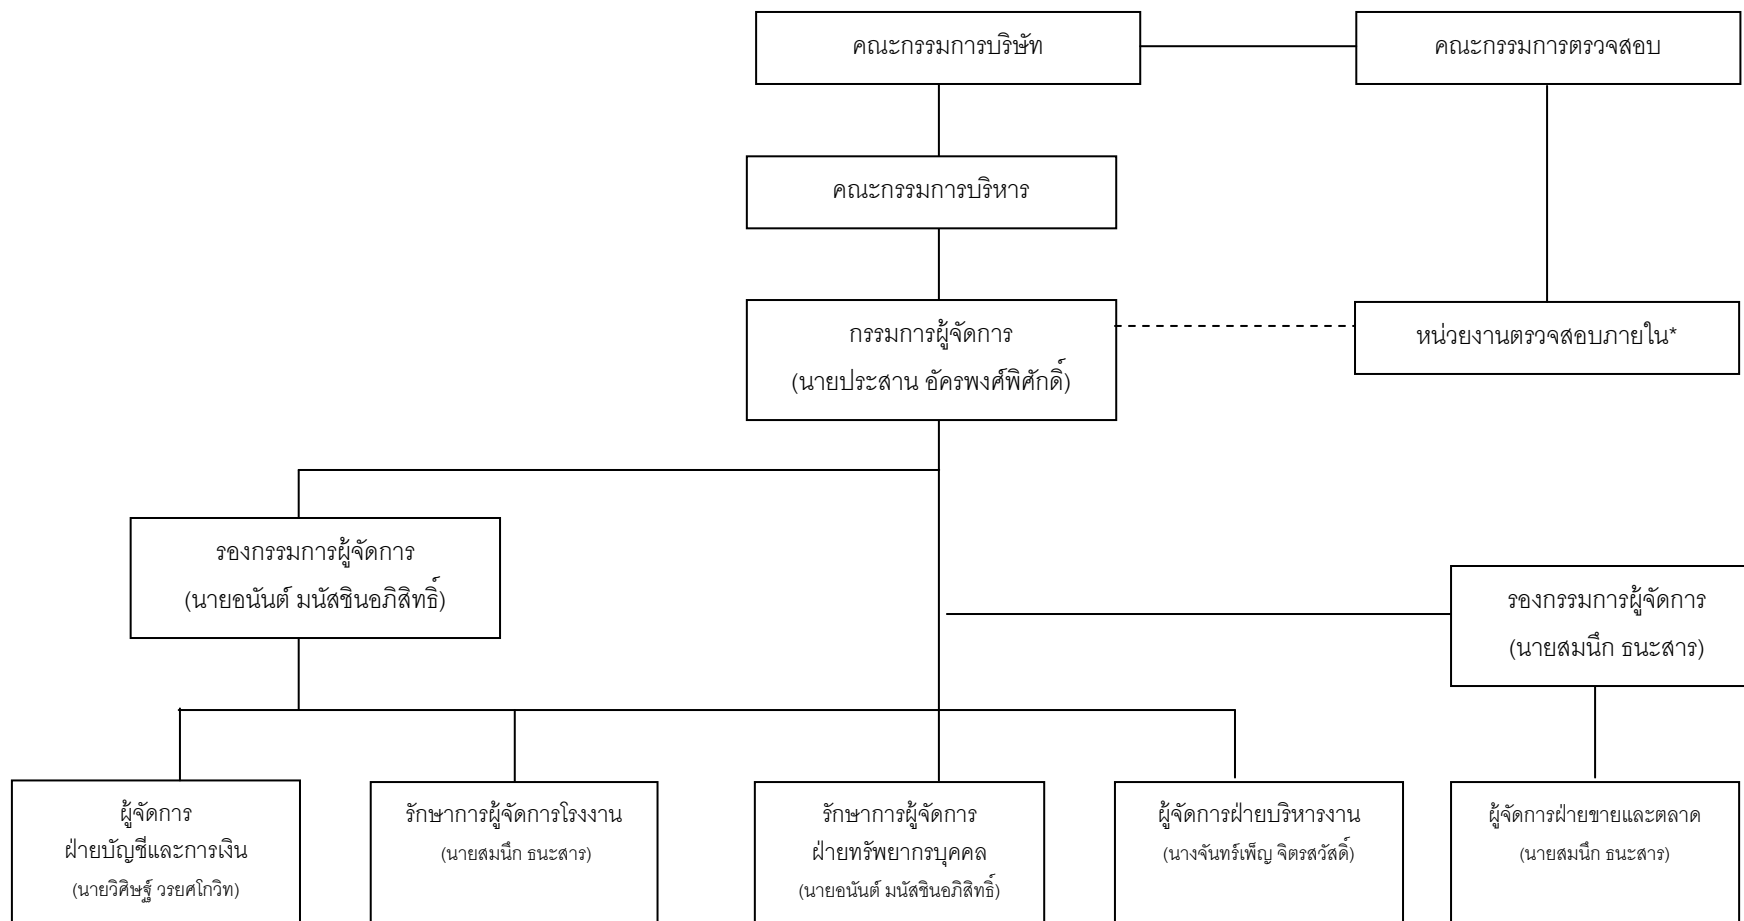 คณะกรรมการบริษัท
คณะกรรมการตรวจสอบ
คณะกรรมการบริหาร
กรรมการผู้จัดการ
(นายประสาน อัครพงศ์พิศักดิ์)
หน่วยงานตรวจสอบภายใน*
รองกรรมการผู้จัดการ
(นายอนันต์ มนัสชินอภิสิทธิ์)
รองกรรมการผู้จัดการ
(นายสมนึก ธนะสาร)
ผู้จัดการ
ฝ่ายบัญชีและการเงิน
(นายวิศิษฐ์ วรยศโกวิท)
รักษาการผู้จัดการโรงงาน
(นายสมนึก ธนะสาร)
รักษาการผู้จัดการ
ฝ่ายทรัพยากรบุคคล
(นายอนันต์ มนัสชินอภิสิทธิ์)
ผู้จัดการฝ่ายบริหารงาน
(นางจันทร์เพ็ญ จิตรสวัสดิ์)
ผู้จัดการฝ่ายขายและตลาด
(นายสมนึก ธนะสาร)